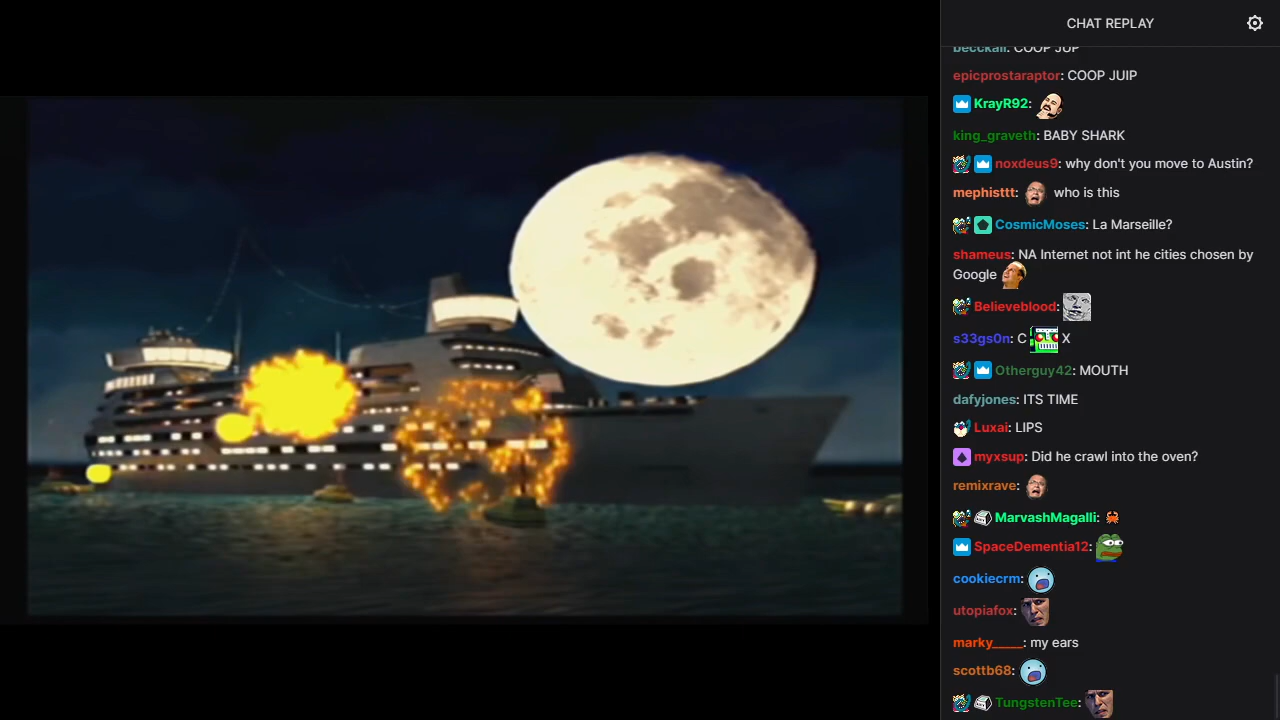 CHAT REPLAY
becckall: COOP JUP
epicprostaraptor: COOP JUIP
KrayR92:
king_graveth: BABY SHARK
noxdeus9: why don't you move to Austin?
mephisttt: who is this
CosmicMoses: La Marseille?
shameus: NA Internet not int he cities chosen by
Google
Believeblood:
s33gs0n: C X
Otherguy42: MOUTH
dafyjones: ITS TIME
Luxai: LIPS
myxsup: Did he crawl into the oven?
remixrave:
MarvashMagalli:
SpaceDementia12:
cookiecrm:
utopiafox:
marky_____: my ears
scottb68:
TungstenTee: